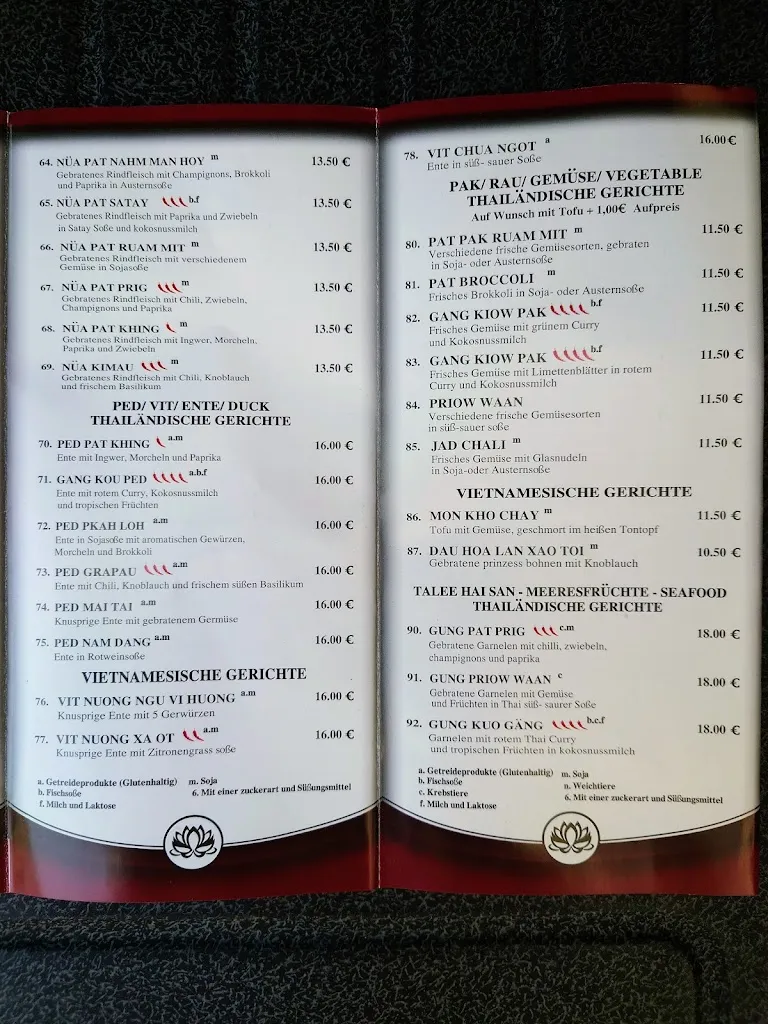 64. NÜA PAT NAHM MAN HOY m 13.50 €
Gebratenes Rindfleisch mit Champignons, Brokkoli
und Paprika in Austernsoße
65. NÜA PAT SATAY b.f 13.50 €
Gebratenes Rindfleisch mit Paprika und Zwiebeln
in Satay Soße und kokosnussmilch
66. NÜA PAT RUAM MIT m 13.50 €
Gebratenes Rindfleisch mit verschiedenem
Gemüse in Sojasoße
67. NÜA PAT PRIG m 13.50 €
Gebratenes Rindfleisch mit Chili, Zwiebeln,
Champignons und Paprika
68. NÜA PAT KHING m 13.50 €
Gebratenes Rindfleisch mit Ingwer, Morcheln,
Paprika und Zwiebeln
69. NÜA KIMAU m 13.50 €
Gebratenes Rindfleisch mit Chili, Knoblauch
und frischem Basilikum
PED/ VIT/ ENTE/ DUCK
THAILÄNDISCHE GERICHTE
70. PED PAT KHING a.m 16.00 €
Ente mit Ingwer, Morcheln und Paprika
71. GANG KOU PED a.b.f 16.00 €
Ente mit rotem Curry, Kokosnussmilch
und tropischen Früchten
72. PED PKAH LOH a.m 16.00 €
Ente in Sojasoße mit aromatischen Gewürzen,
Morcheln und Brokkoli
73. PED GRAPAU a.m 16.00 €
Ente mit Chili, Knoblauch und frischem süßen Basilikum
74. PED MAI TAI a.m 16.00 €
Knusprige Ente mit gebratenem Germüse
75. PED NAM DANG a.m 16.00 €
Ente in Rotweinsoße
VIETNAMESISCHE GERICHTE
76. VIT NUONG NGU VI HUONG a.m 16.00 €
Knusprige Ente mit 5 Gerwürzen
77. VIT NUONG XA OT a.m 16.00 €
Knusprige Ente mit Zitronengrass soße
a. Getreideprodukte (Glutenhaltig) m. Soja
b. Fischsoße 6. Mit einer zuckerart und Süßungsmittel
f. Milch und Laktose
78. VIT CHUA NGOT a 16.00 €
Ente in süß- sauer Soße
PAK/ RAU/ GEMÜSE/ VEGETABLE
THAILÄNDISCHE GERICHTE
Auf Wunsch mit Tofu + 1,00€ Aufpreis
80. PAT PAK RUAM MIT m 11.50 €
Verschiedene frische Gemüsesorten, gebraten
in Soja- oder Austernsoße
81. PAT BROCCOLI m 11.50 €
Frisches Brokkoli in Soja- oder Austernsoße
82. GANG KIOW PAK b.f 11.50 €
Frisches Gemüse mit grünem Curry
und Kokosnussmilch
83. GANG KIOW PAK b.f 11.50 €
Frisches Gemüse mit Limettenblätter in rotem
Curry und Kokosnussmilch
84. PRIOW WAAN 11.50 €
Verschiedene frische Gemüsesorten
in süß-sauer soße
85. JAD CHALI m 11.50 €
Frisches Gemüse mit Glasnudeln
in Soja-oder Austernsoße
VIETNAMESISCHE GERICHTE
86. MON KHO CHAY m 11.50 €
Tofu mit Gemüse, geschmort im heißen Tontopf
87. DAU HOA LAN XAO TOI m 10.50 €
Gebratene prinzess bohnen mit Knoblauch
TALEE HAI SAN - MEERESFRÜCHTE - SEAFOOD
THAILÄNDISCHE GERICHTE
90. GUNG PAT PRIG c.m 18.00 €
Gebratene Garnelen mit chilli, zwiebeln,
champignons und paprika
91. GUNG PRIOW WAAN c 18.00 €
Gebratene Garnelen mit Gemüse
und Früchten in Thai süß- saurer Soße
92. GUNG KUO GÄNG b.c.f 18.00 €
Garnelen mit rotem Thai Curry
und tropischen Früchten in kokosnussmilch
a. Getreideprodukte (Glutenhaltig) m. Soja
b. Fischsoße n. Weichtiere
c. Krebstiere 6. Mit einer zuckerart und Süßungsmittel
f. Milch und Laktose